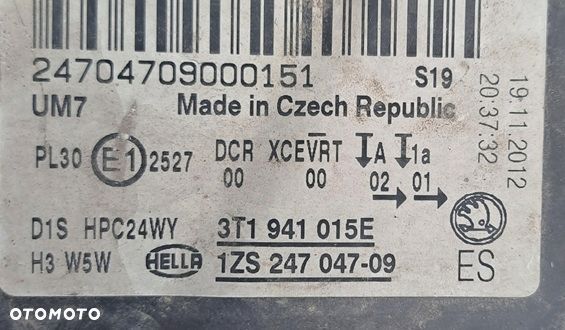 24704709000151 S19
UM7 Made in Czech Republic
19.11.2012
20:37:32
PL30 E1 2527 DCR XCEVRT A 1a
00 00 02 01
D1S HPC24WY 3T1 941 015E
H3 W5W HELLA 1ZS 247 047-09 ES
OTOMOTO
OTOMOTO